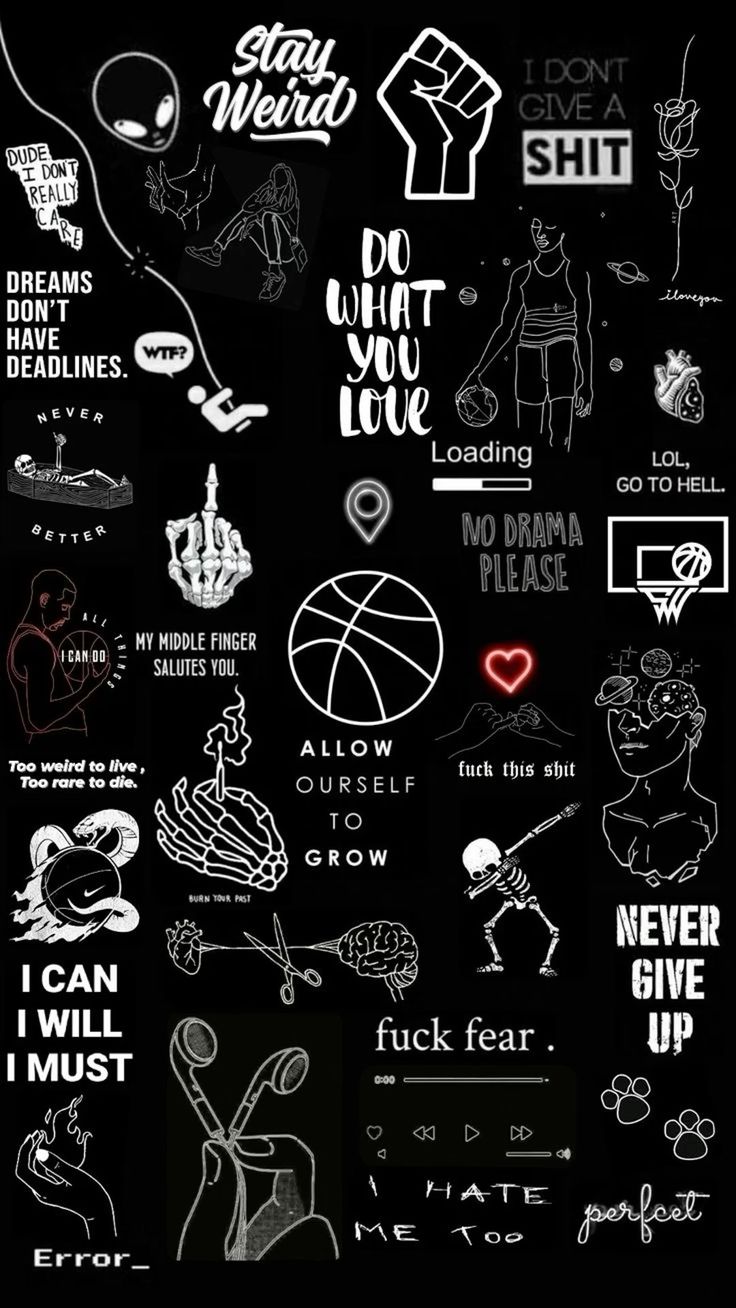 Stay
Weird
I DON'T
GIVE A
SHIT
DUDE,
I DON'T
REALLY
CARE
DREAMS
DON'T
HAVE
DEADLINES.
WTF?
DO
WHAT
YOU
LOVE
iloveyou
NEVER
BETTER
Loading
LOL,
GO TO HELL.
NO DRAMA
PLEASE
ALL THINGS
I CAN DO
MY MIDDLE FINGER
SALUTES YOU.
Too weird to live,
Too rare to die.
ALLOW
OURSELF
TO
GROW
fuck this shit
BURN YOUR PAST
NEVER
GIVE
UP
I CAN
I WILL
I MUST
fuck fear .
0:00
I HATE
ME TOO
perfcet
Error_